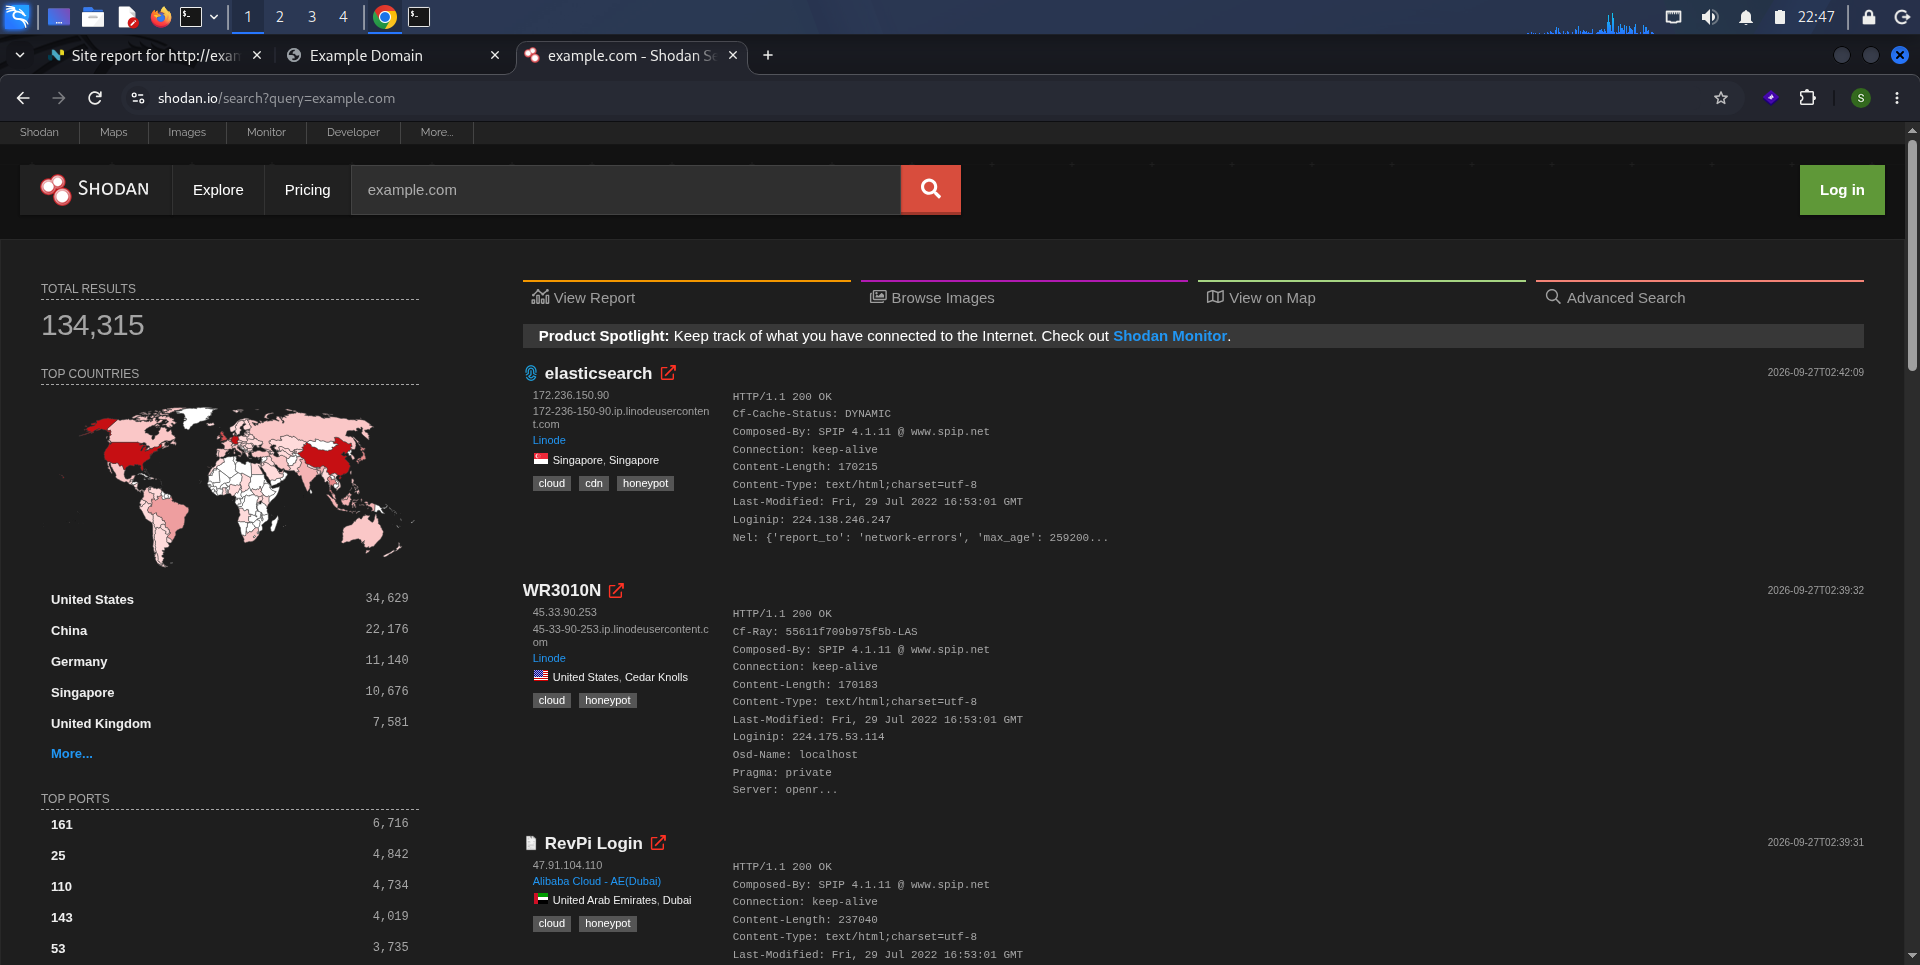 1 2 3 4 22:47
Site report for http://exam
Example Domain
example.com - Shodan Se
shodan.io/search?query=example.com
S
Shodan Maps Images Monitor Developer More...
SHODAN
Explore
Pricing
example.com
Log in
TOTAL RESULTS
134,315
TOP COUNTRIES
United States 34,629
China 22,176
Germany 11,140
Singapore 10,676
United Kingdom 7,581
More...
TOP PORTS
161 6,716
25 4,842
110 4,734
143 4,019
53 3,735
View Report
Browse Images
View on Map
Advanced Search
Product Spotlight: Keep track of what you have connected to the Internet. Check out Shodan Monitor.
elasticsearch
2026-09-27T02:42:09
172.236.150.90
172-236-150-90.ip.linodeuserconten
t.com
Linode
Singapore, Singapore
cloud cdn honeypot
HTTP/1.1 200 OK
Cf-Cache-Status: DYNAMIC
Composed-By: SPIP 4.1.11 @ www.spip.net
Connection: keep-alive
Content-Length: 170215
Content-Type: text/html;charset=utf-8
Last-Modified: Fri, 29 Jul 2022 16:53:01 GMT
Loginip: 224.138.246.247
Nel: {'report_to': 'network-errors', 'max_age': 259200...
WR3010N
2026-09-27T02:39:32
45.33.90.253
45-33-90-253.ip.linodeusercontent.c
om
Linode
United States, Cedar Knolls
cloud honeypot
HTTP/1.1 200 OK
Cf-Ray: 55611f709b975f5b-LAS
Composed-By: SPIP 4.1.11 @ www.spip.net
Connection: keep-alive
Content-Length: 170183
Content-Type: text/html;charset=utf-8
Last-Modified: Fri, 29 Jul 2022 16:53:01 GMT
Loginip: 224.175.53.114
Osd-Name: localhost
Pragma: private
Server: openr...
RevPi Login
2026-09-27T02:39:31
47.91.104.110
Alibaba Cloud - AE(Dubai)
United Arab Emirates, Dubai
cloud honeypot
HTTP/1.1 200 OK
Composed-By: SPIP 4.1.11 @ www.spip.net
Connection: keep-alive
Content-Length: 237040
Content-Type: text/html;charset=utf-8
Last-Modified: Fri, 29 Jul 2022 16:53:01 GMT